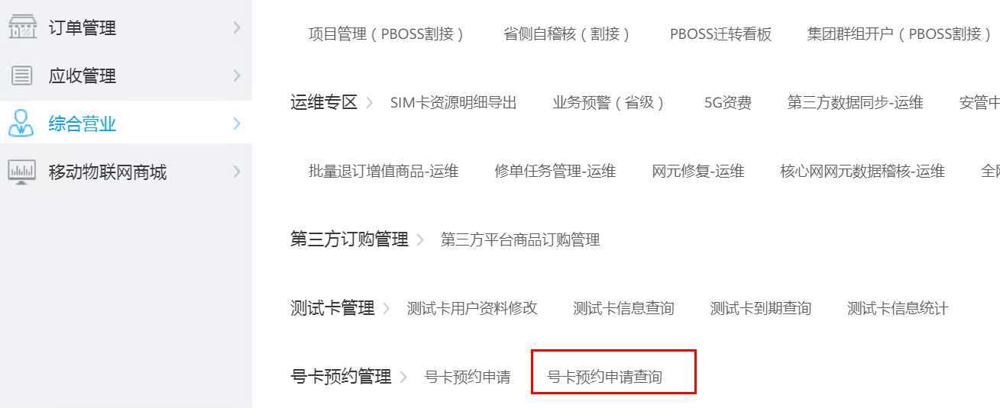 订单管理
应收管理
综合营业
移动物联网商城
项目管理（PBOSS割接） 省侧自稽核（割接） PBOSS迁转看板 集团群组开户（PBOSS割接）
运维专区 SIM卡资源明细导出 业务预警（省级） 5G资费 第三方数据同步-运维 安管中
批量退订增值商品-运维 修单任务管理-运维 网元修复-运维 核心网网元数据稽核-运维 全网
第三方订购管理 第三方平台商品订购管理
测试卡管理 测试卡用户资料修改 测试卡信息查询 测试卡到期查询 测试卡信息统计
号卡预约管理 号卡预约申请 号卡预约申请查询